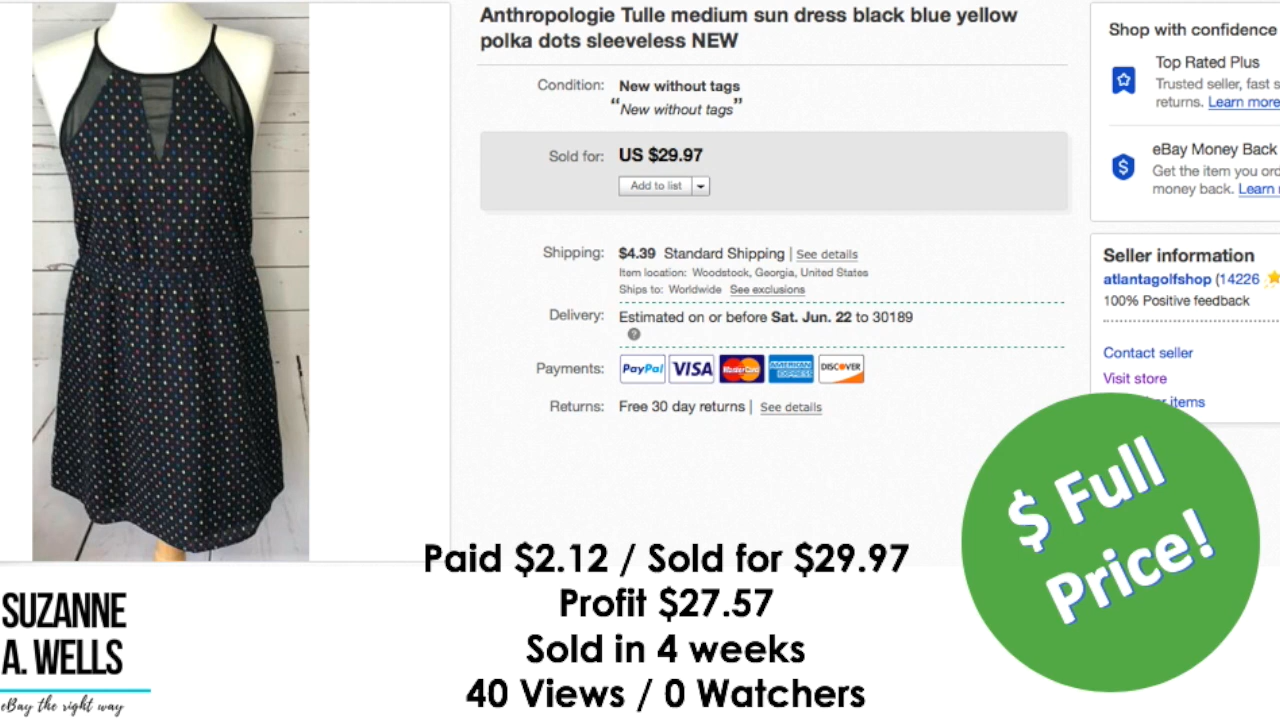 Anthropologie Tulle medium sun dress black blue yellow
polka dots sleeveless NEW
Condition: New without tags
“New without tags”
Sold for: US $29.97
Add to list
Shipping: $4.39 Standard Shipping | See details
Item location: Woodstock, Georgia, United States
Ships to: Worldwide See exclusions
Delivery: Estimated on or before Sat. Jun. 22 to 30189
?
Payments: PayPal VISA MasterCard AMERICAN EXPRESS DISCOVER
Returns: Free 30 day returns | See details
Shop with confidence
Top Rated Plus
Trusted seller, fast s
returns. Learn more
$
eBay Money Back
Get the item you ord
money back. Learn
Seller information
atlantagolfshop (14226
100% Positive feedback
Contact seller
Visit store
items
$ Full
Price!
Paid $2.12 / Sold for $29.97
Profit $27.57
Sold in 4 weeks
40 Views / 0 Watchers
SUZANNE
A. WELLS
eBay the right way